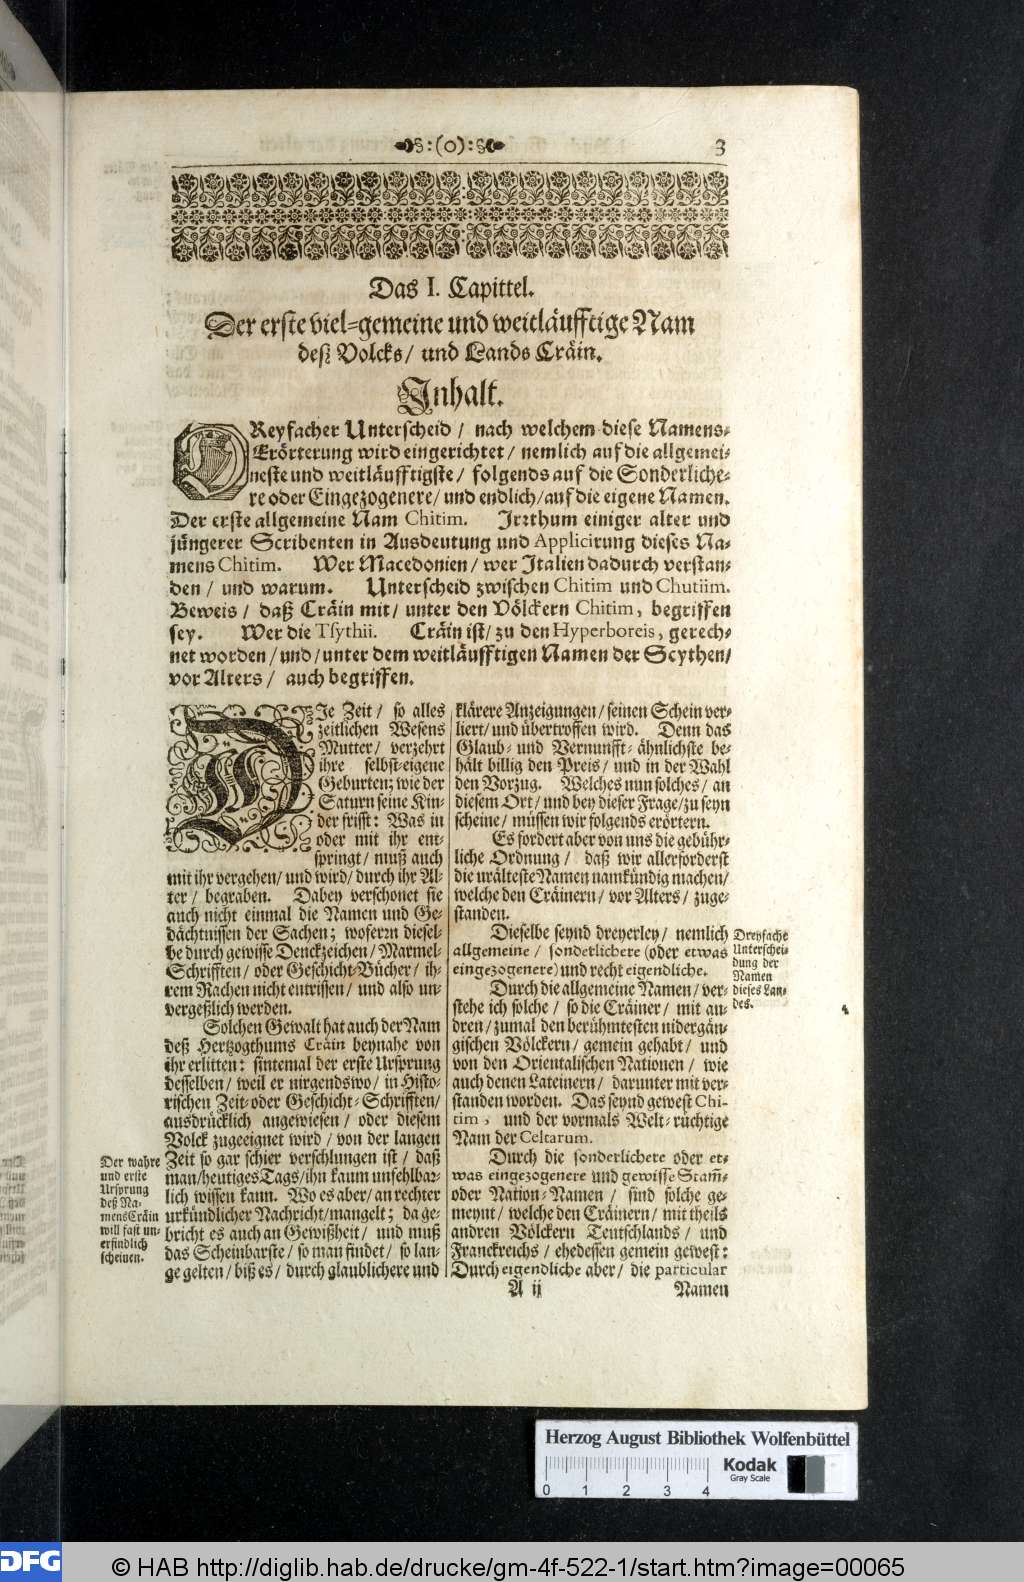 §:(o):§
3
Das I. Capittel.
Der erste viel-gemeine und weitläufftige Nam
deß Volcks/ und Lands Cräin.
Inhalt.
DReyfacher Unterscheid / nach welchem diese Namens-
Erörterung wird eingerichtet / nemlich auf die allgemei-
neste und weitläufftigste / folgends auf die Sonderliche-
re oder Eingezogenere / und endlich / auf die eigene Namen.
Der erste allgemeine Nam Chitim. Irrthum einiger alter und
jüngerer Scribenten in Ausdeutung und Applicirung dieses Na-
mens Chitim. Wer Macedonien / wer Italien dadurch verstan-
den / und warum. Unterscheid zwischen Chitim und Chutiim.
Beweis / daß Cräin mit / unter den Völckern Chitim, begriffen
sey. Wer die Tsythii. Cräin ist / zu den Hyperboreis, gerech-
net worden / und / unter dem weitläufftigen Namen der Scythen /
vor Alters / auch begriffen.
DIe Zeit / so alles
zeitlichen Wesens
Mutter / verzehrt
ihre selbst-eigene
Geburten; wie der
Saturn seine Kin-
der frisst: Was in
oder mit ihr ent-
springt / muß auch
mit ihr vergehen / und wird / durch ihr Al-
ter / begraben. Dabey verschonet sie
auch nicht einmal die Namen und Ge-
dächtnissen der Sachen; woferrn diesel-
be durch gewisse Denckzeichen / Marmel-
Schrifften / oder Geschicht-Bücher / ih-
rem Rachen nicht entrissen / und also un-
vergeßlich werden.
Solchen Gewalt hat auch der Nam
deß Hertzogthums Cräin beynahe von
ihr erlitten: sintemal der erste Ursprung
desselben / weil er nirgendswo / in Histo-
rischen Zeit-oder Geschicht-Schrifften /
ausdrücklich angewiesen / oder diesem
Volck zugeeignet wird / von der langen
Zeit so gar schier verschlungen ist / daß
man / heutiges Tags / ihn kaum unfehlbar-
lich wissen kann. Wo es aber / an rechter
urkündlicher Nachricht / mangelt; da ge-
bricht es auch an Gewißheit / und muß
das Scheinbarste / so man findet / so lan-
ge gelten / biß es / durch glaublichere und
Der wahre
und erste
Ursprung
deß Na-
mens Cräin
will fast un-
erfindlich
scheinen.
klärere Anzeigungen / seinen Schein ver-
liert / und übertroffen wird. Denn das
Glaub- und Vernunfft-ähnlichste be-
hält billig den Preis / und in der Wahl
den Vorzug. Welches nun solches / an
diesem Ort / und bey dieser Frage / zu seyn
scheine / müssen wir folgends erörtern.
Es fordert aber von uns die gebühr-
liche Ordnung / daß wir allerforderst
die urälteste Namen namkündig machen /
welche den Cräinern / vor Alters / zuge-
standen.
Dieselbe seynd dreyerley / nemlich
allgemeine / sonderlichere (oder etwas
eingezogenere) und recht eigendliche.
Durch die allgemeine Namen / ver-
stehe ich solche / so die Cräiner / mit an-
dren / zumal den berühmtesten nidergän-
gischen Völckern / gemein gehabt / und
von den Orientalischen Nationen / wie
auch denen Lateinern / darunter mit ver-
standen worden. Das seynd gewest Chi-
tim, und der vormals Welt-rüchtige
Nam der Celtarum.
Durch die sonderlichere oder et-
was eingezogenere und gewisse Stam̃-
oder Nation-Namen / sind solche ge-
meynt / welche den Cräinern / mit theils
andren Völckern Teutschlands / und
Franckreichs / ehedessen gemein gewest:
Durch eigendliche aber / die particular
Dreyfache
Unterschei-
dung der
Namen
dieses Lan-
des.
A ij
Namen
Herzog August Bibliothek Wolfenbüttel
Kodak
Gray Scale
0 1 2 3 4
DFG
© HAB http://diglib.hab.de/drucke/gm-4f-522-1/start.htm?image=00065